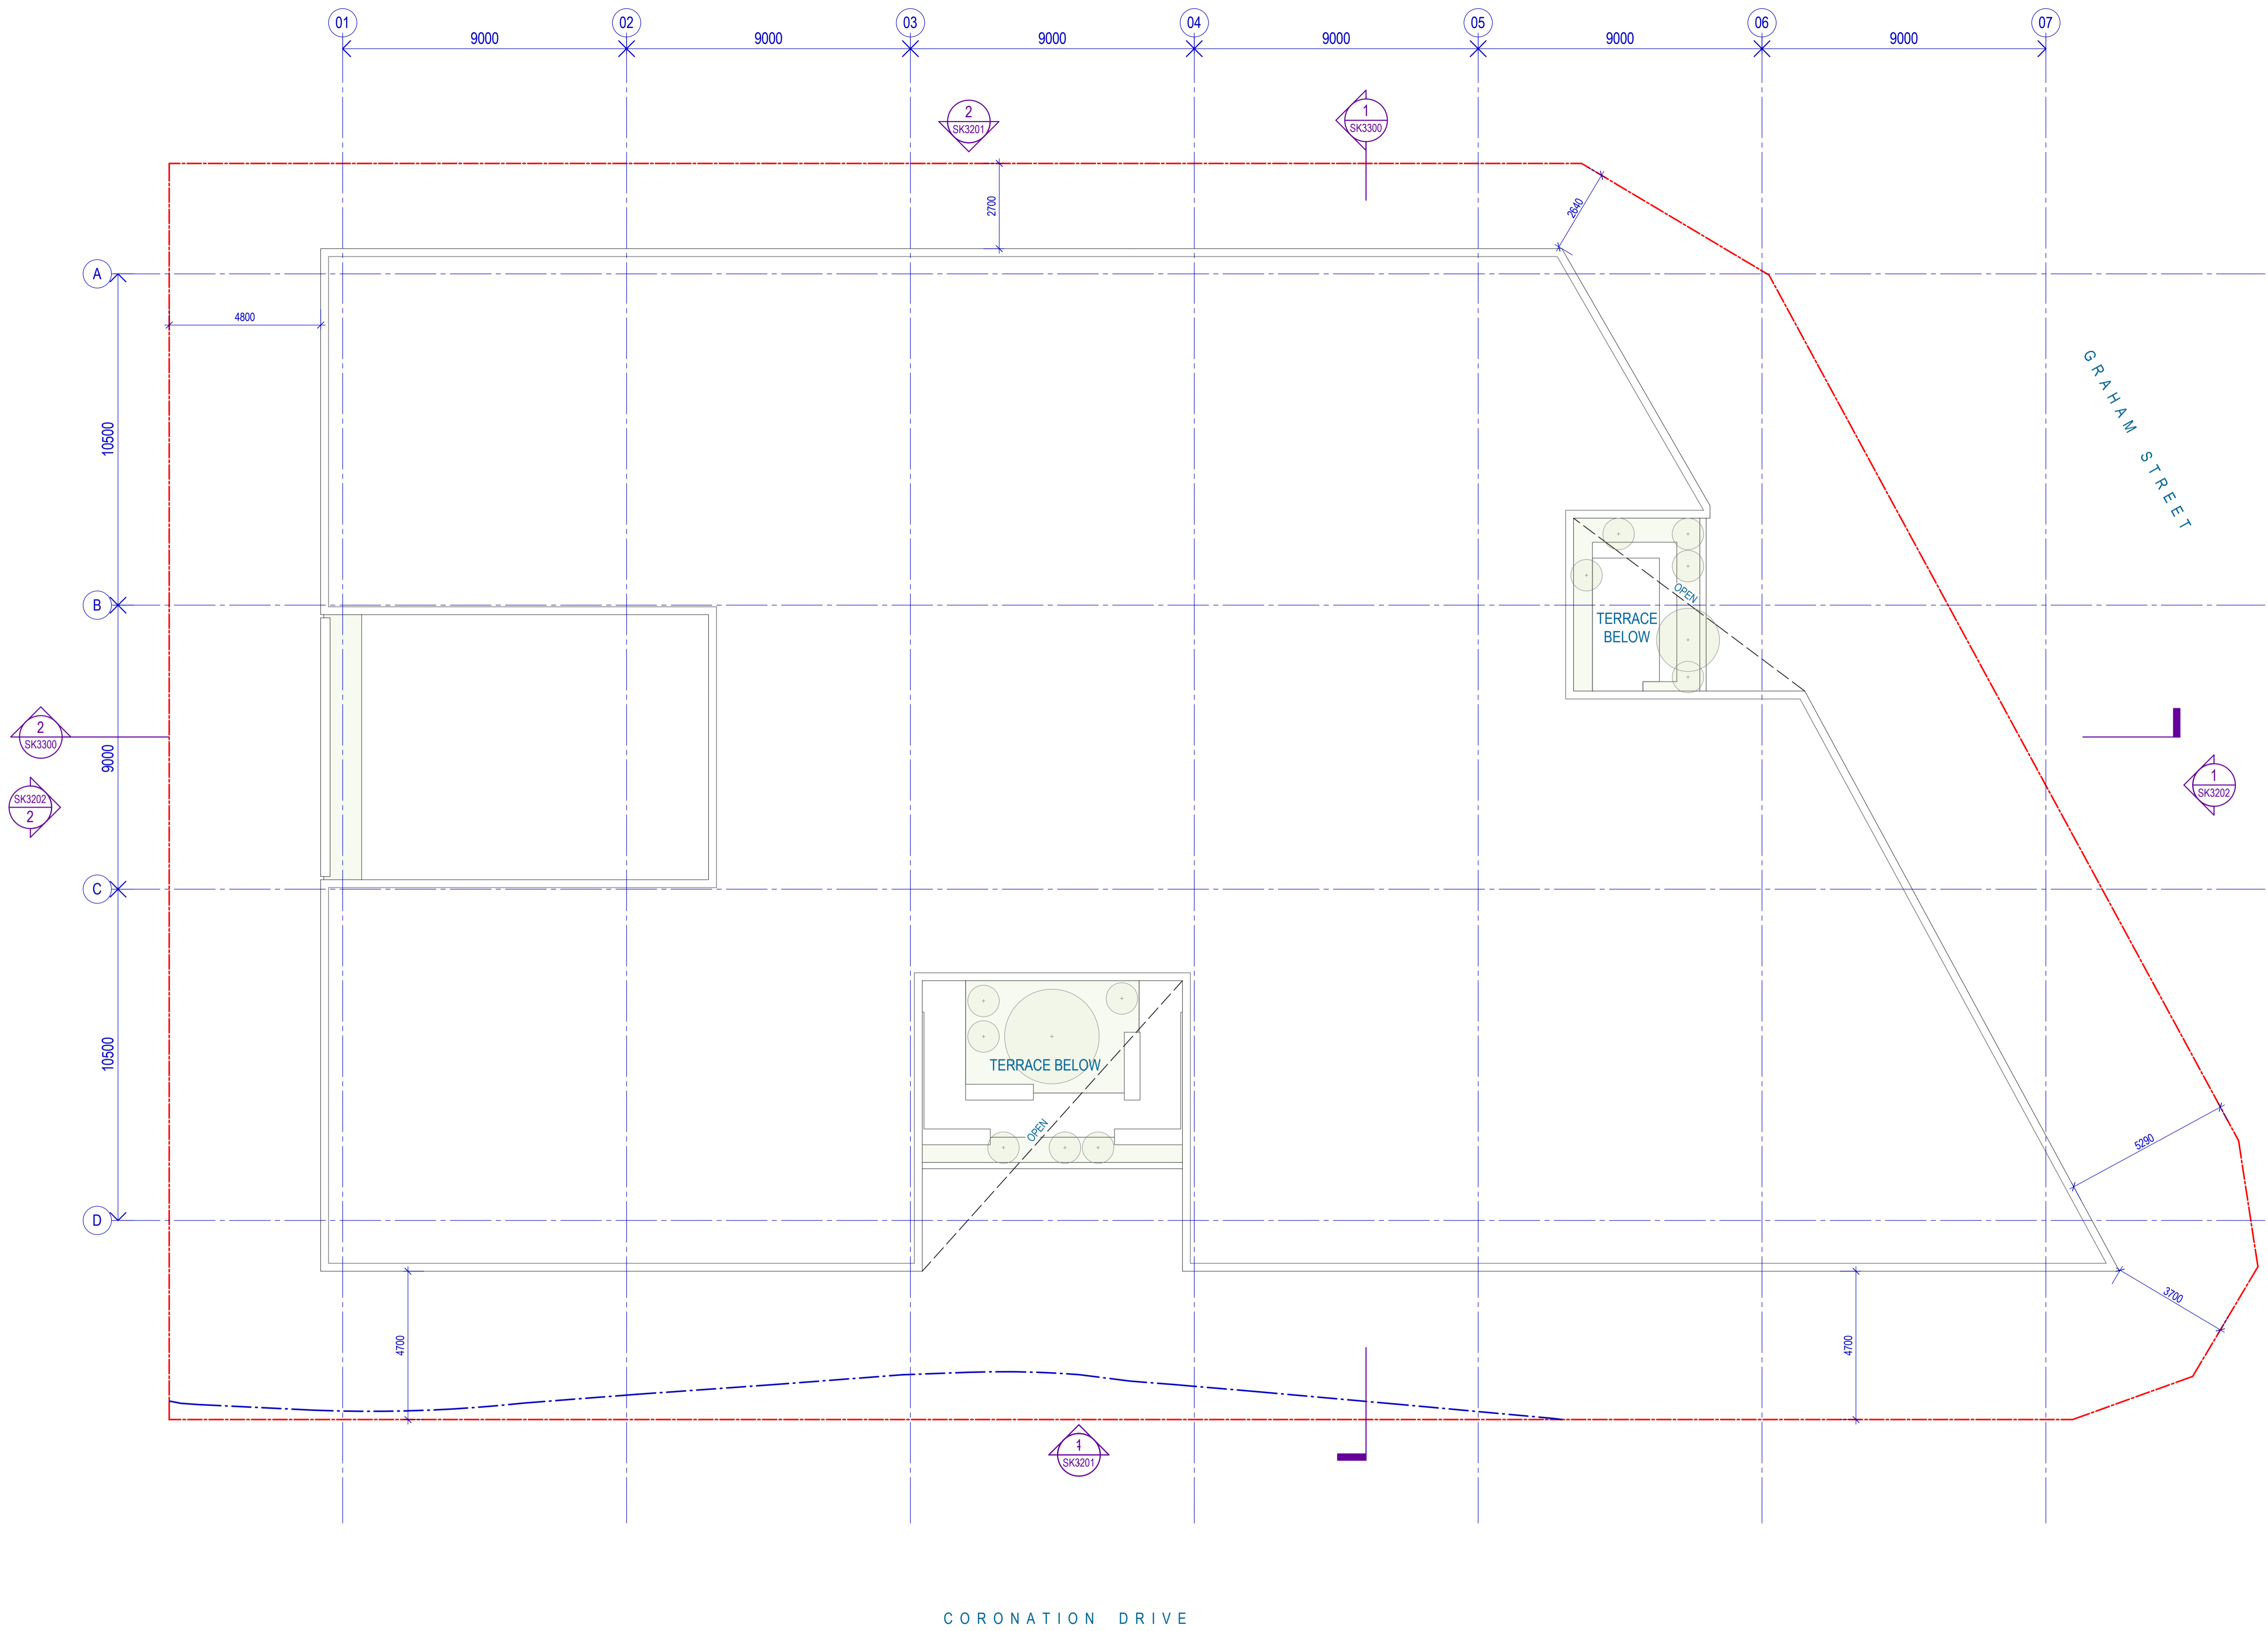 01
02
03
04
05
06
07
9000
9000
9000
9000
9000
9000
2
SK3201
1
SK3300
2700
2640
A
4800
GRAHAM STREET
10500
B
OPEN
TERRACE
BELOW
2
SK3300
9000
1
SK3202
SK3202
2
C
10500
TERRACE BELOW
OPEN
5290
D
3700
4700
4700
1
SK3201
CORONATION DRIVE